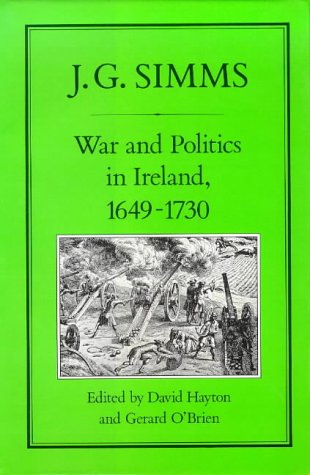 J. G. SIMMS
War and Politics
in Ireland,
1649-1730
Edited by David Hayton
and Gerard O'Brien